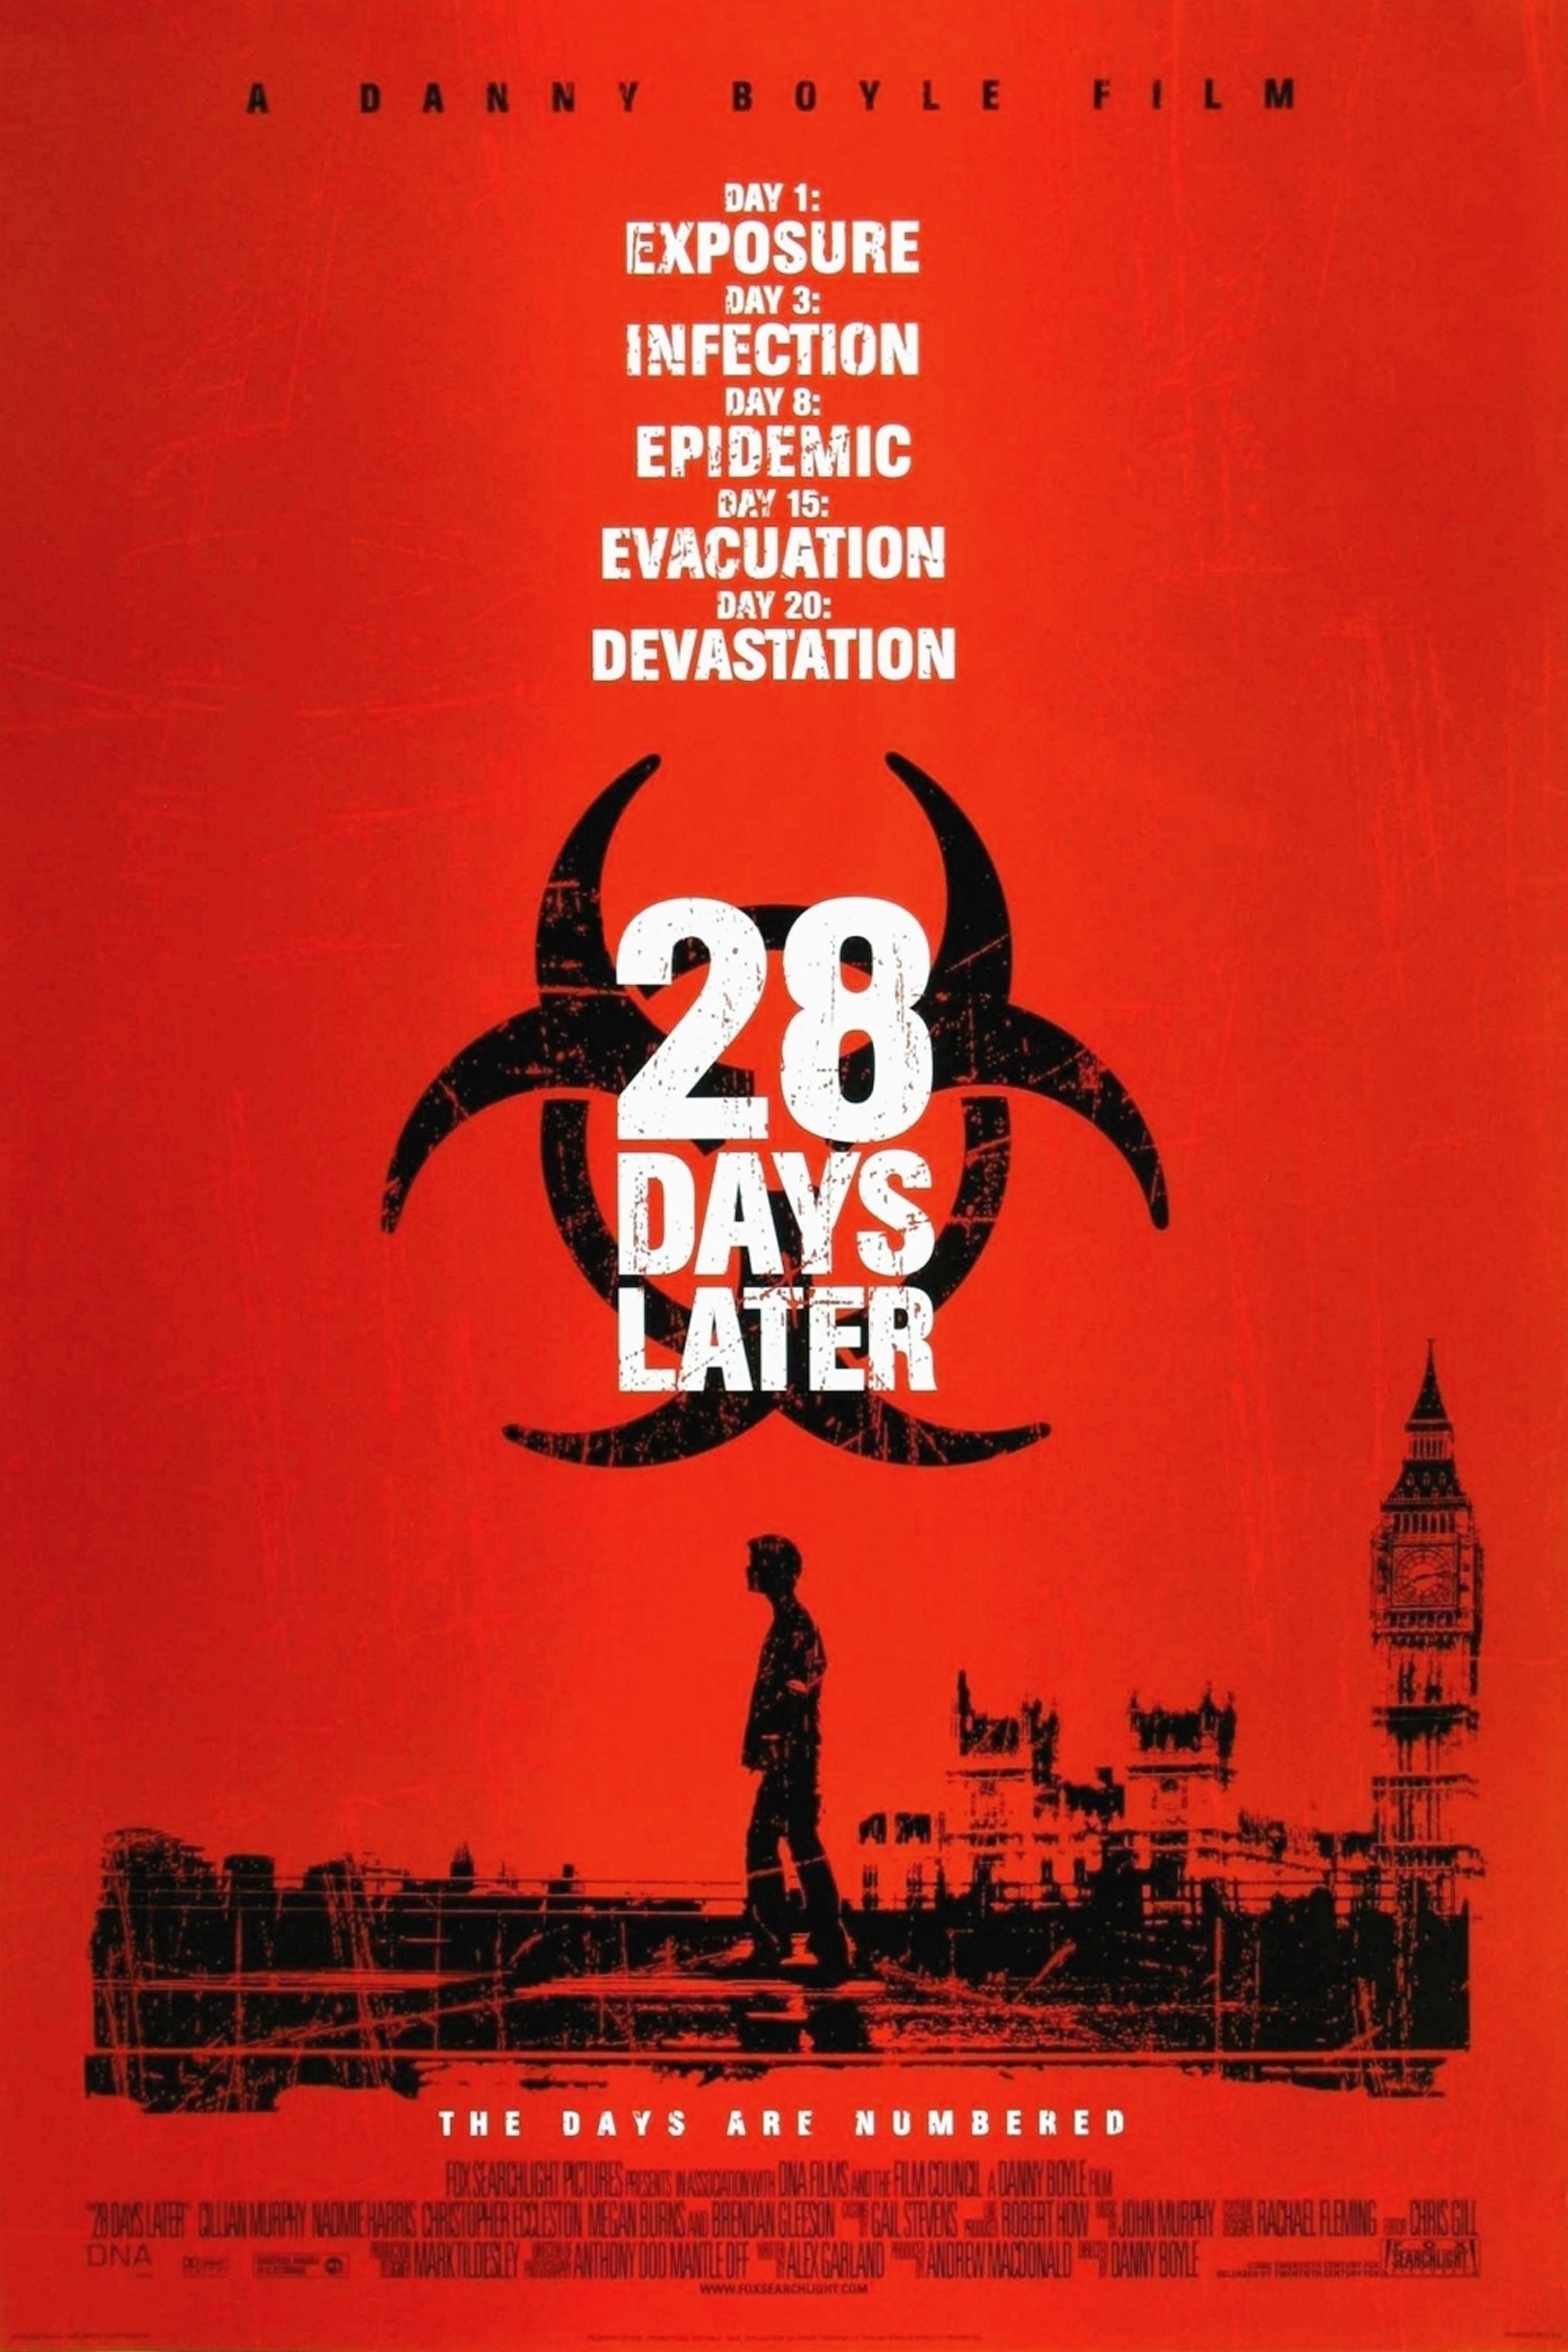 A DANNY BOYLE FILM
DAY 1:
EXPOSURE
DAY 3:
INFECTION
DAY 8:
EPIDEMIC
DAY 15:
EVACUATION
DAY 20:
DEVASTATION
28
DAYS
LATER
THE DAYS ARE NUMBERED
FOX SEARCHLIGHT PICTURES PRESENTS IN ASSOCIATION WITH DNA FILMS AND THE FILM COUNCIL A DANNY BOYLE FILM
"28 DAYS LATER" CILLIAN MURPHY NAOMIE HARRIS CHRISTOPHER ECCLESTON MEGAN BURNS AND BRENDAN GLEESON GAIL STEVENS ROBERT HOW JOHN MURPHY RACHAEL FLEMING CHRIS GILL
MARK TILDESLEY ANTHONY DOD MANTLE DFF ALEX GARLAND ANDREW MACDONALD DANNY BOYLE
DNA
FOX
SEARCHLIGHT
WWW.FOXSEARCHLIGHT.COM